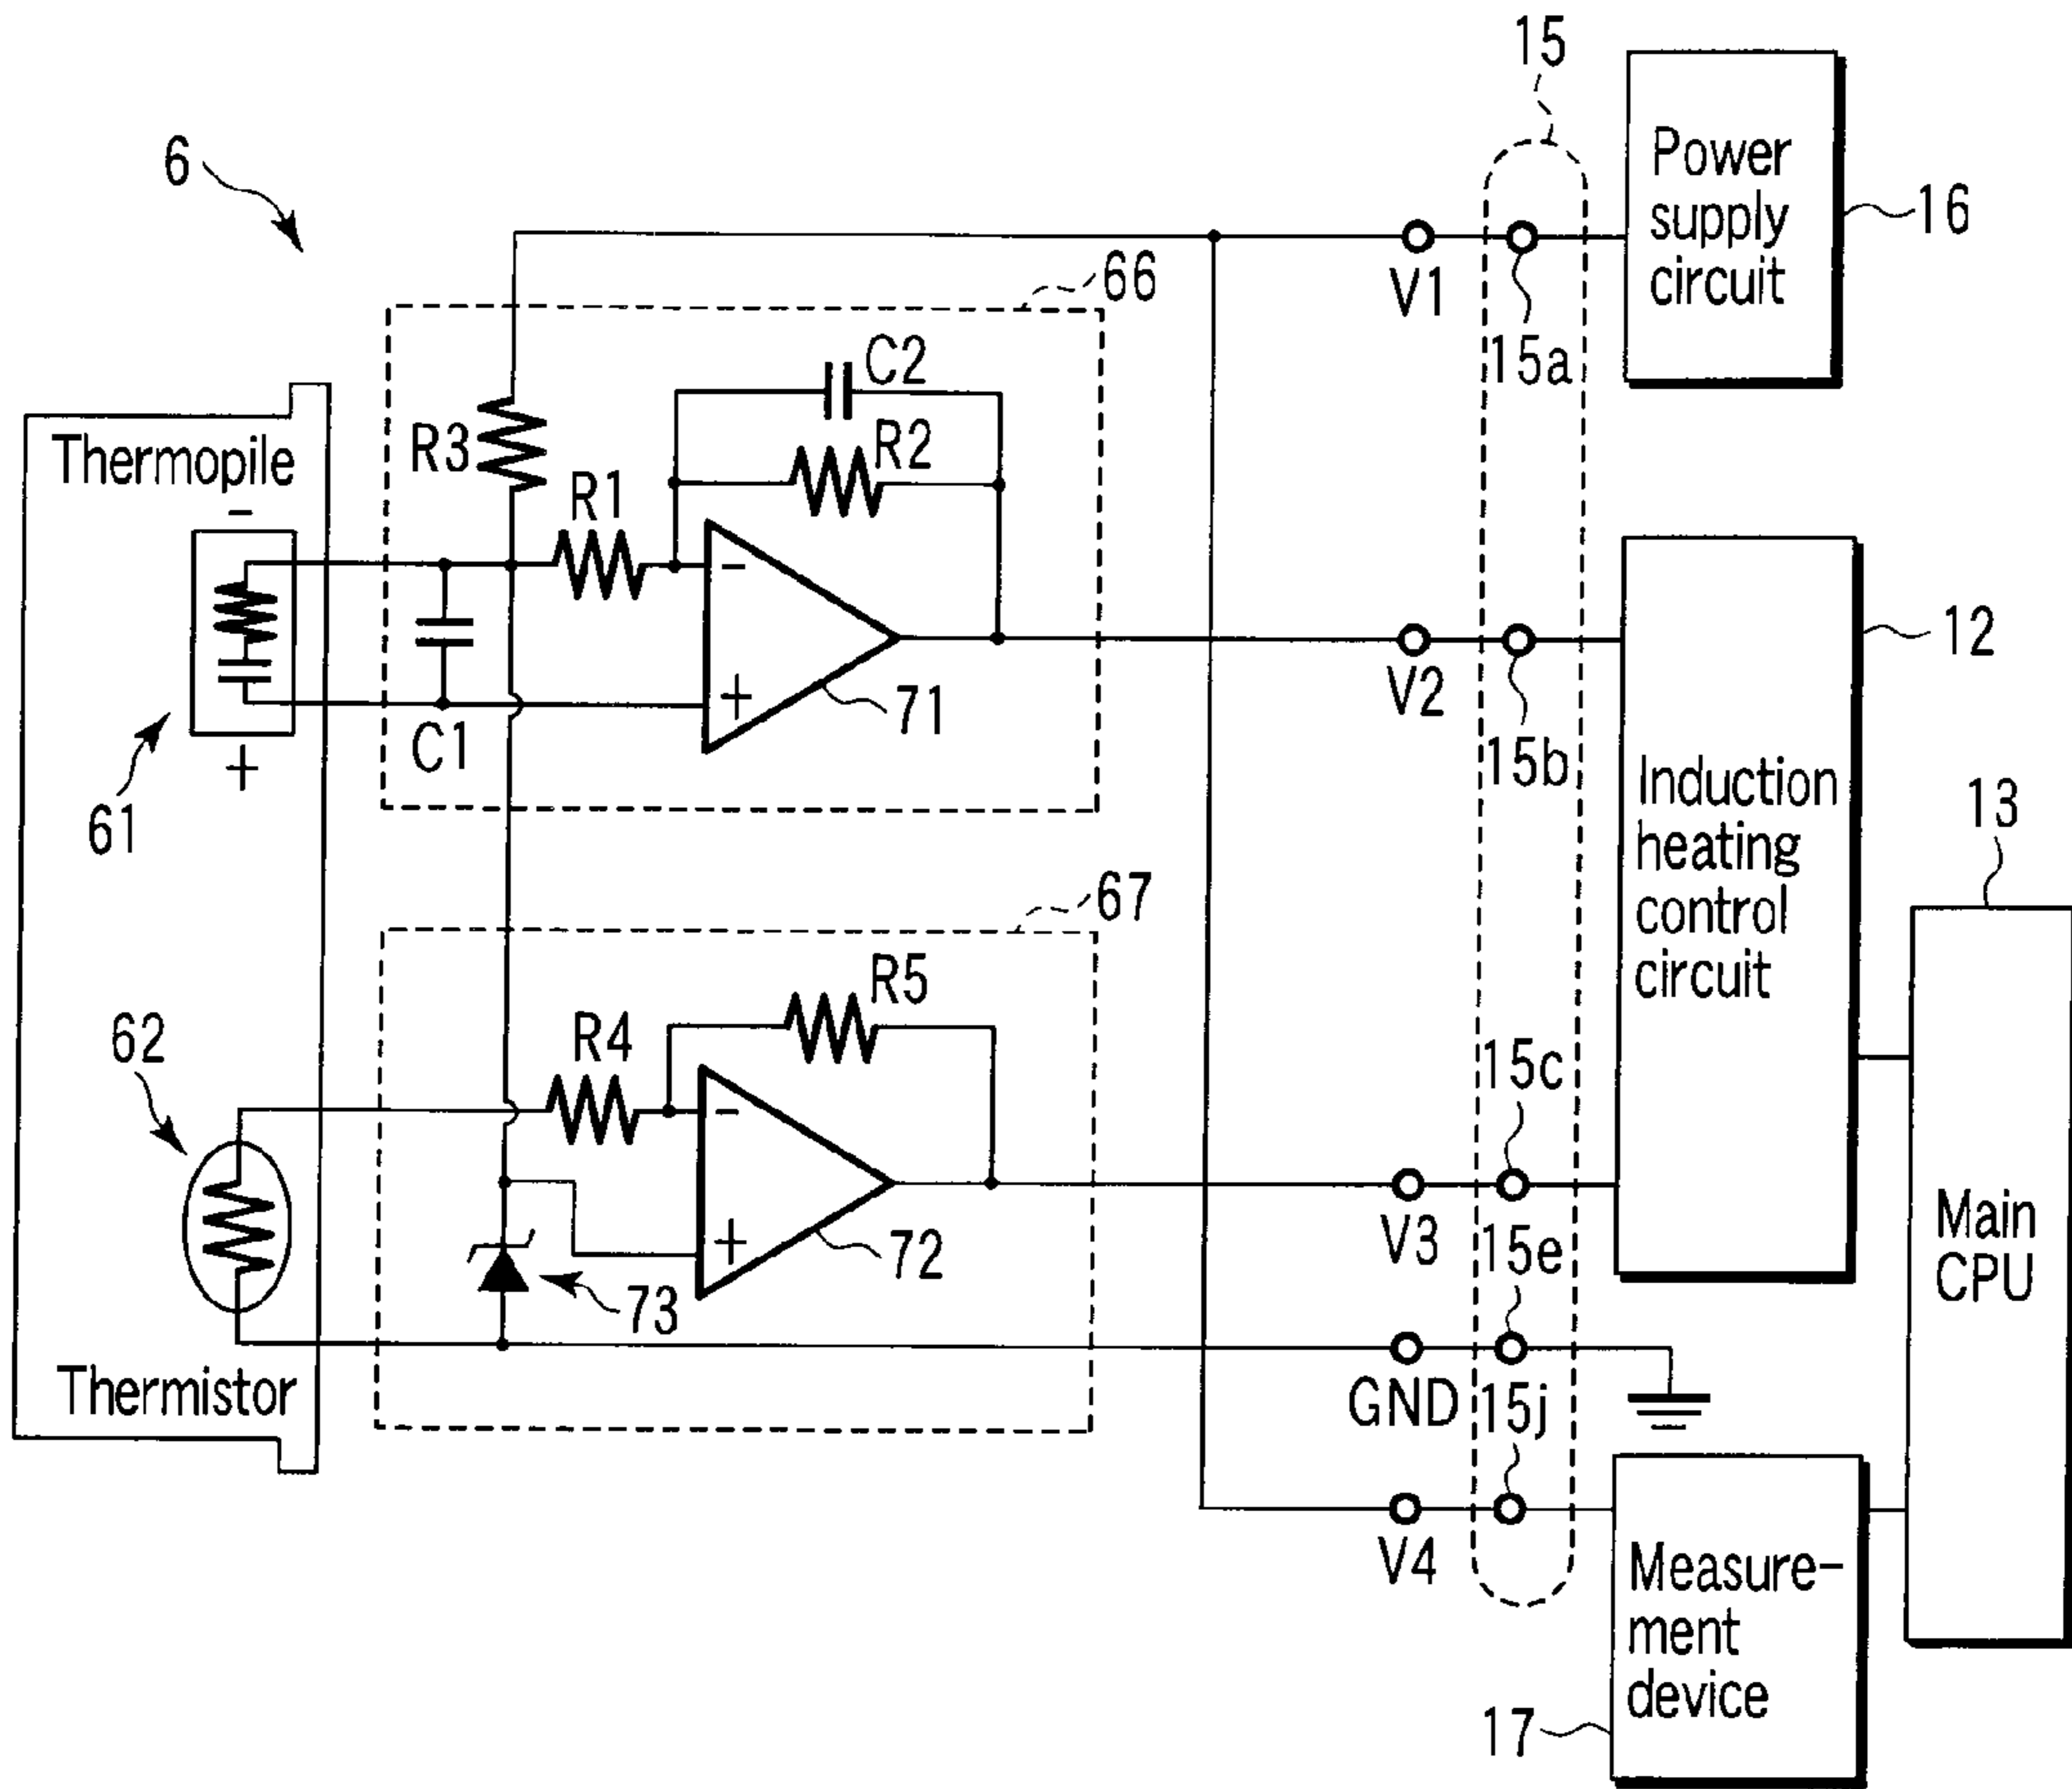 15
Power
supply
circuit
16
6
V1
15a
66
C2
R3
R2
R1
Thermopile
-
-
+
71
V2
15b
12
Induction
heating
control
circuit
C1
+
61
13
67
R5
R4
62
15c
-
+
72
V3
15e
73
Main
CPU
Thermistor
GND
15j
V4
Measure-
ment
device
17